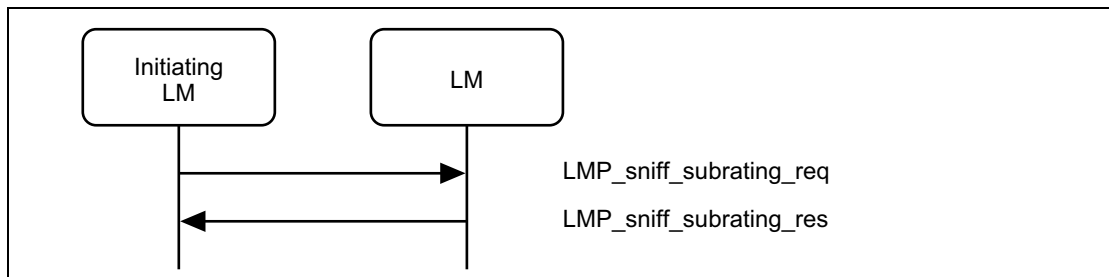 Initiating
LM
LM
LMP_sniff_subrating_req
LMP_sniff_subrating_res